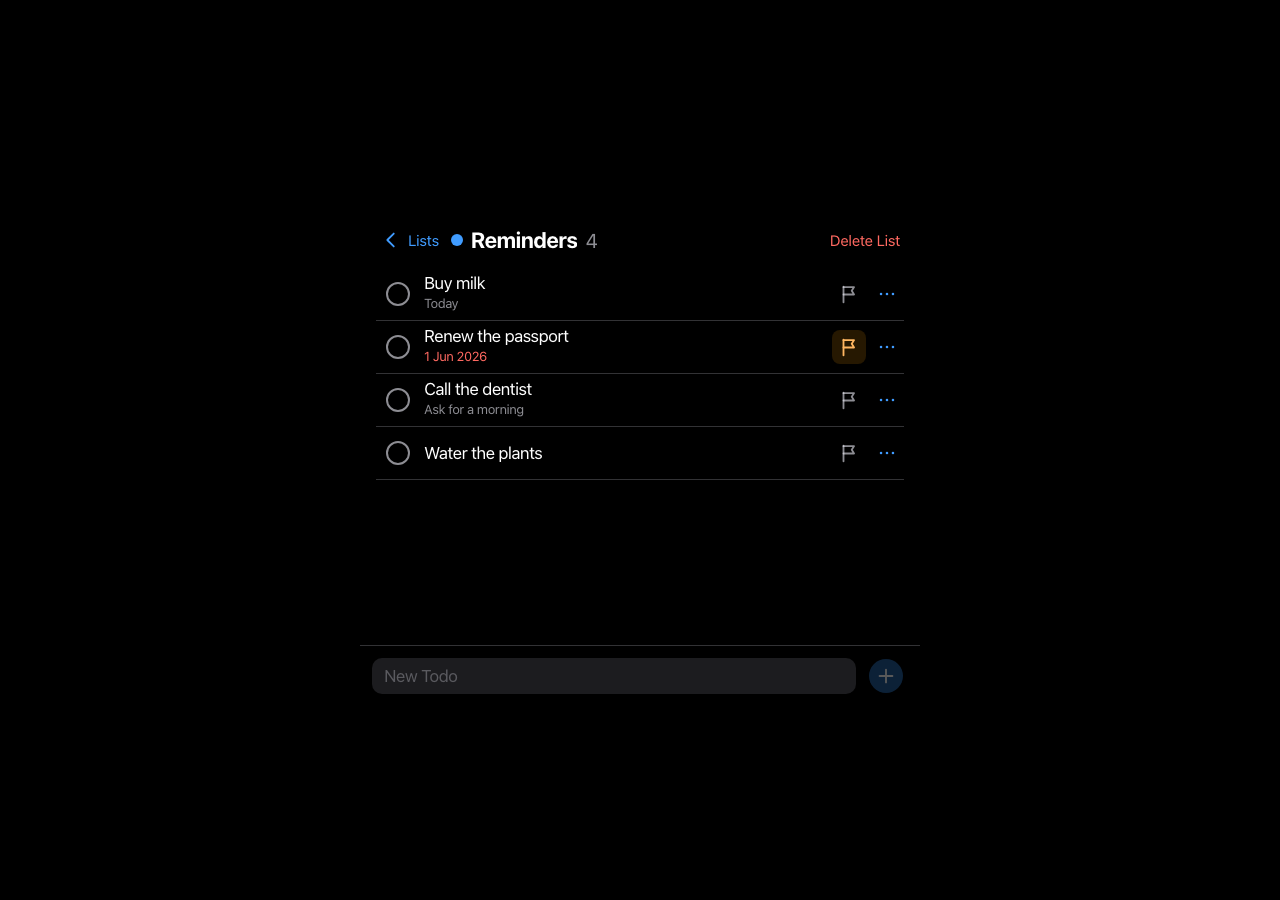 Lists
Reminders 4
Delete List
Buy milk
Today
Renew the passport
1 Jun 2026
Call the dentist
Ask for a morning
Water the plants
New Todo